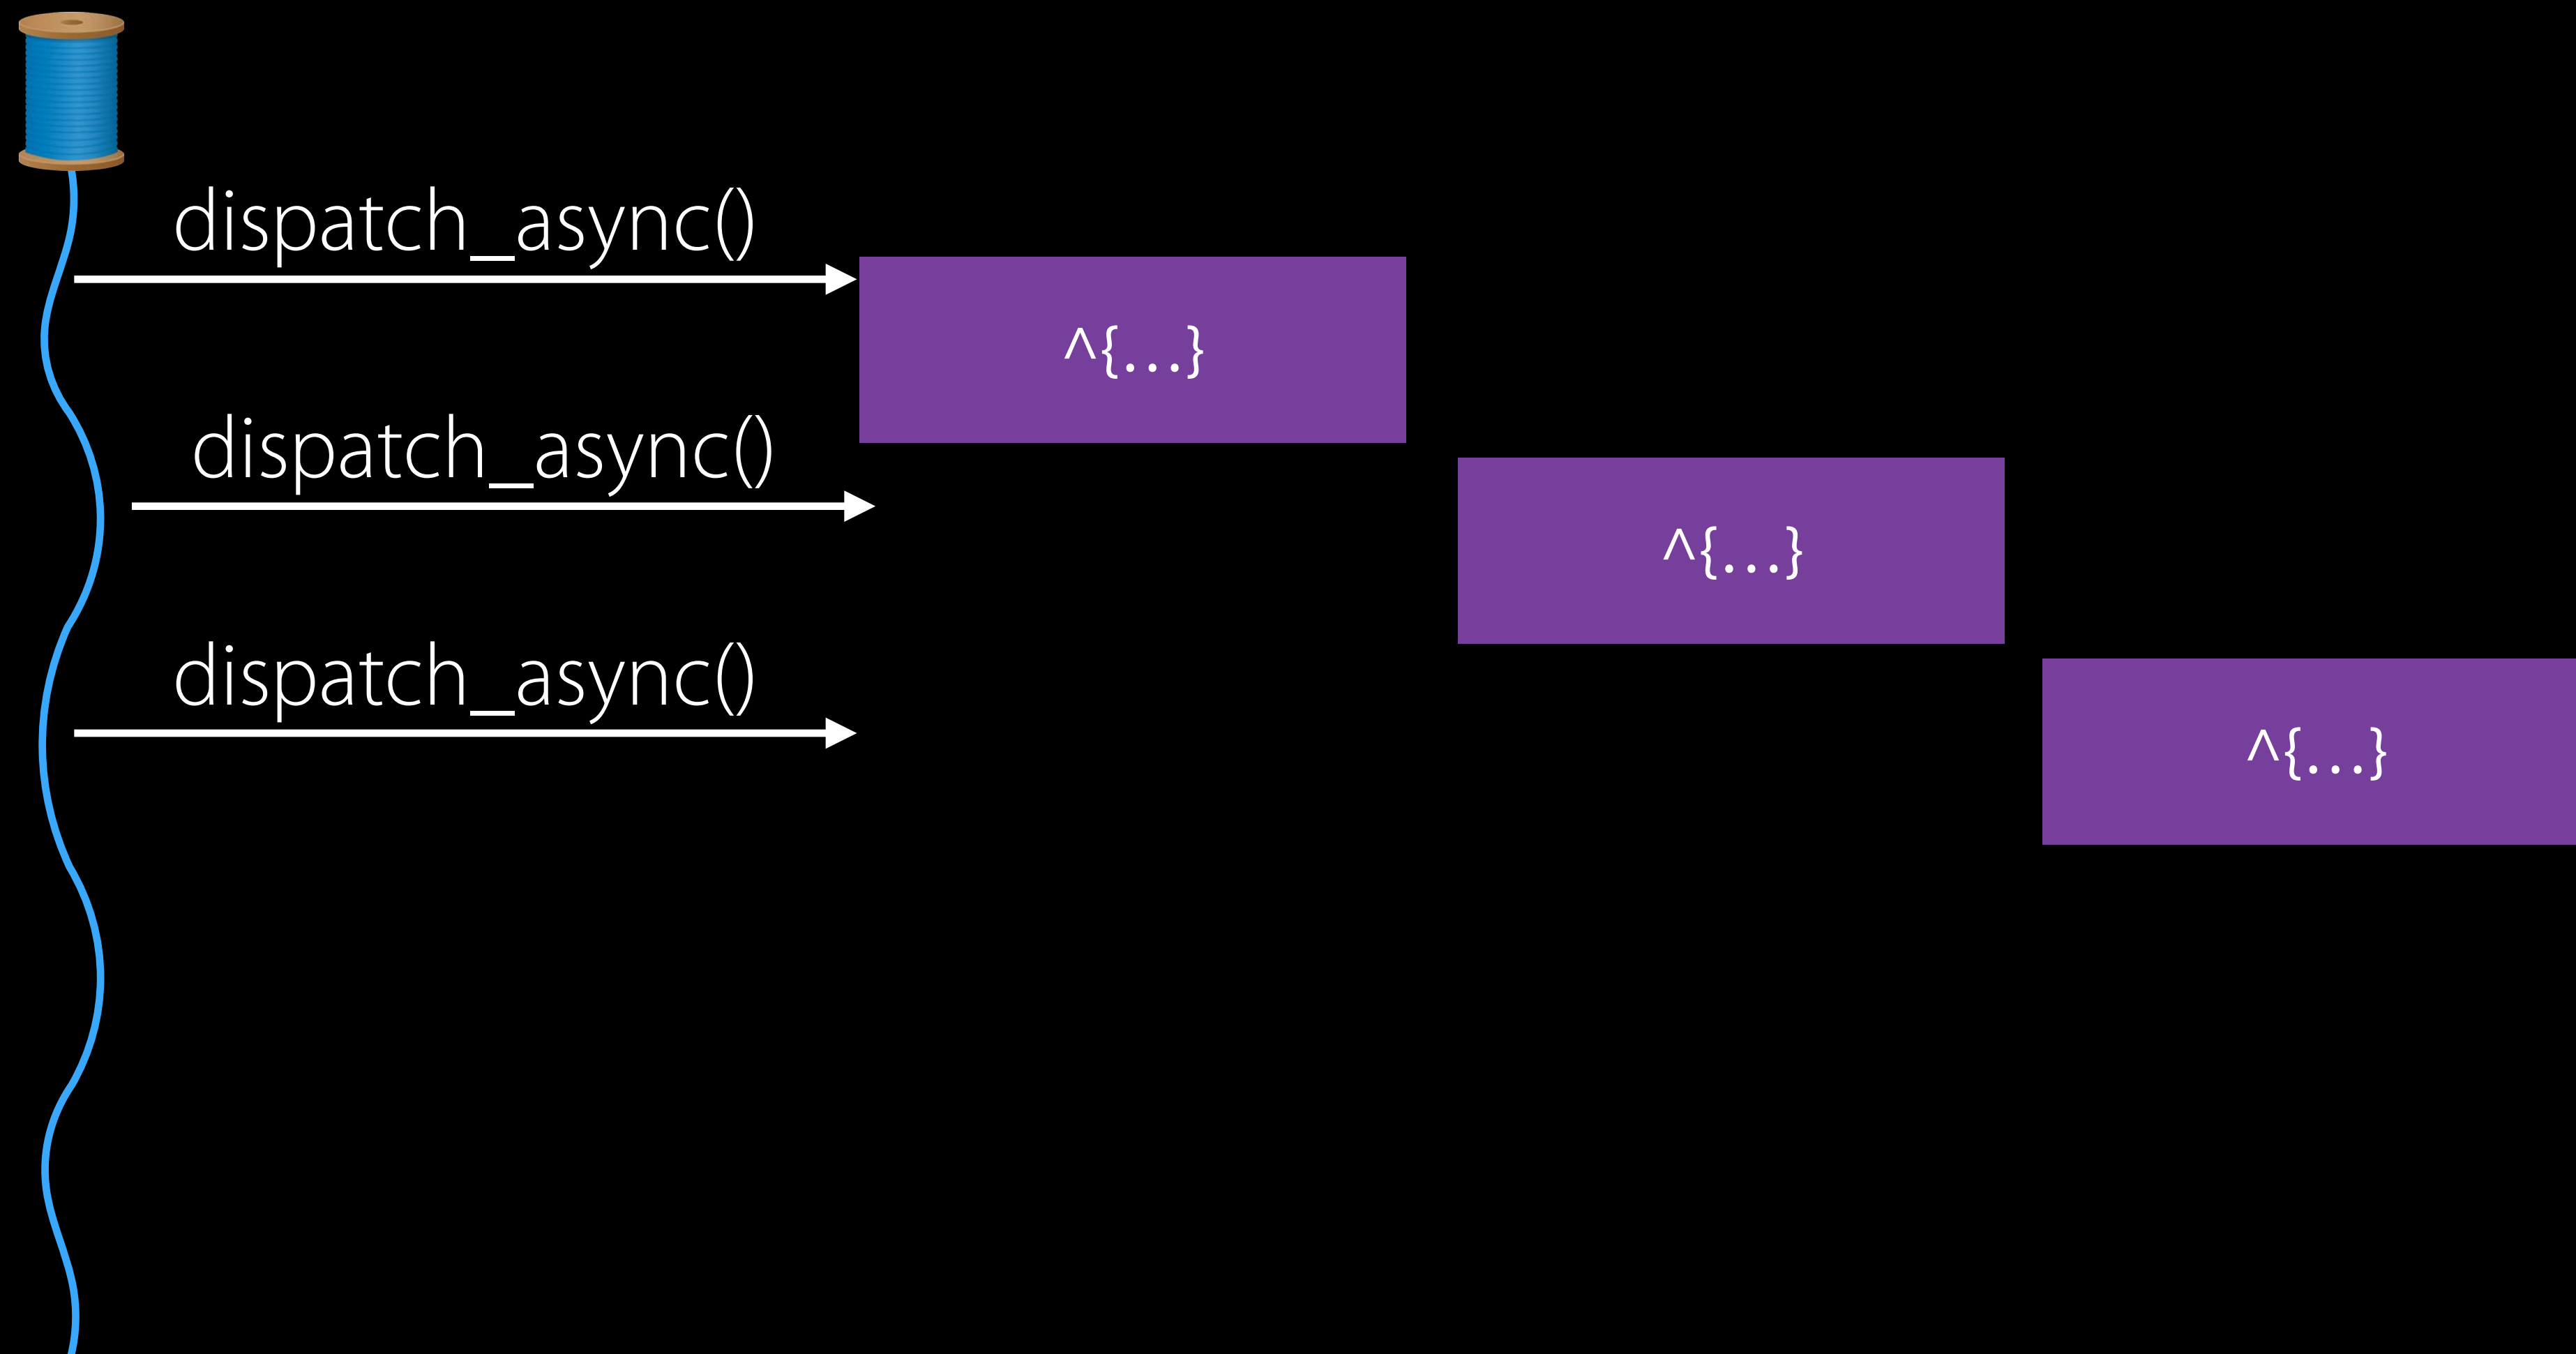 dispatch_async()
^{…}
dispatch_async()
^{…}
dispatch_async()
^{…}